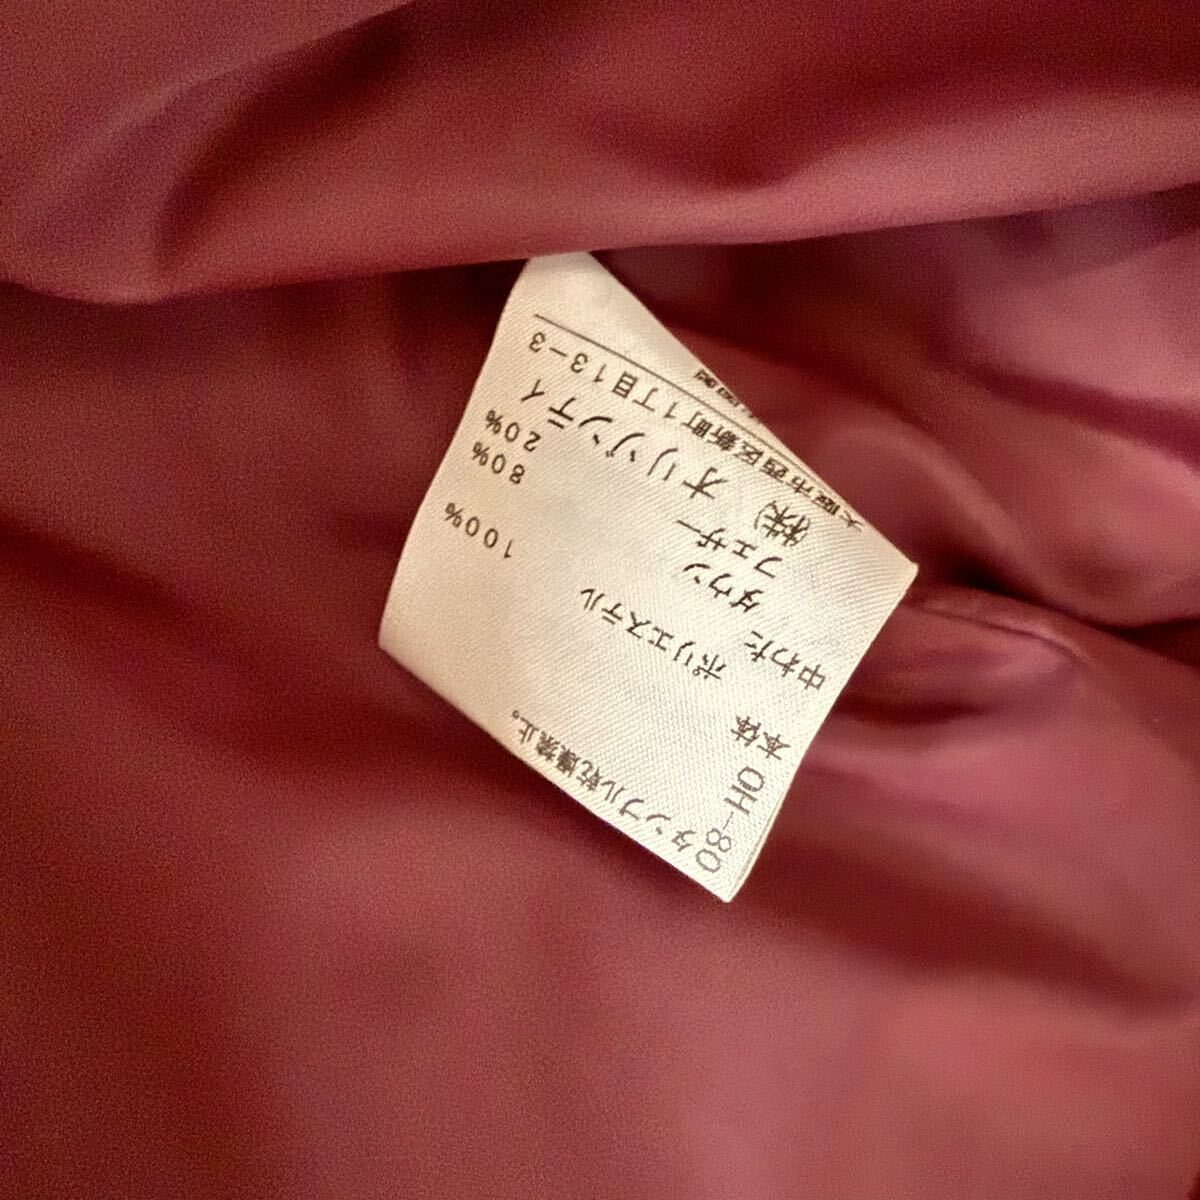 タンブル乾燥禁止。
OH-80
本体 ポリエステル 100%
中わた ダウン 80%
フェザー 20%
(株)オリゾンティ
大阪市西区新町1丁目13-3